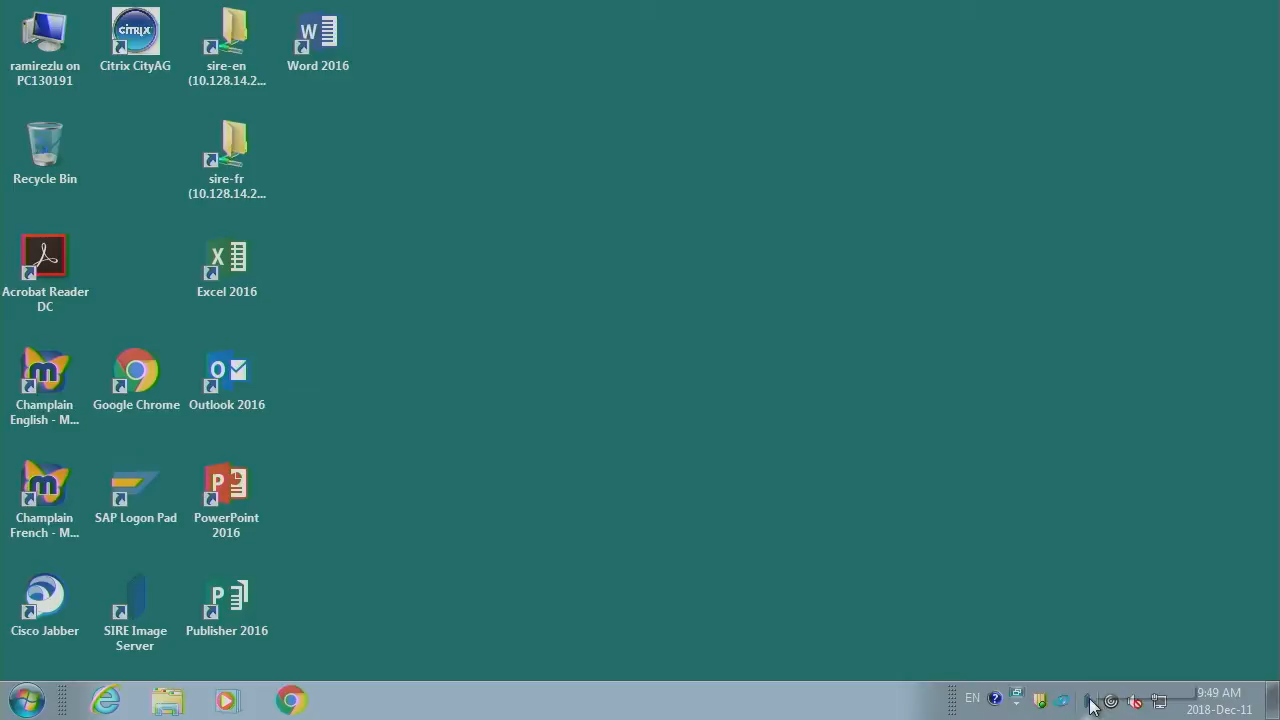 ramirezlu on
PC130191
Citrix CityAG
CITRIX
sire-en
(10.128.14.2...
Word 2016
Recycle Bin
sire-fr
(10.128.14.2...
Acrobat Reader
DC
Excel 2016
Champlain
English - M...
Google Chrome
Outlook 2016
Champlain
French - M...
SAP Logon Pad
PowerPoint
2016
Cisco Jabber
SIRE Image
Server
Publisher 2016
EN
9:49 AM
2018-Dec-11